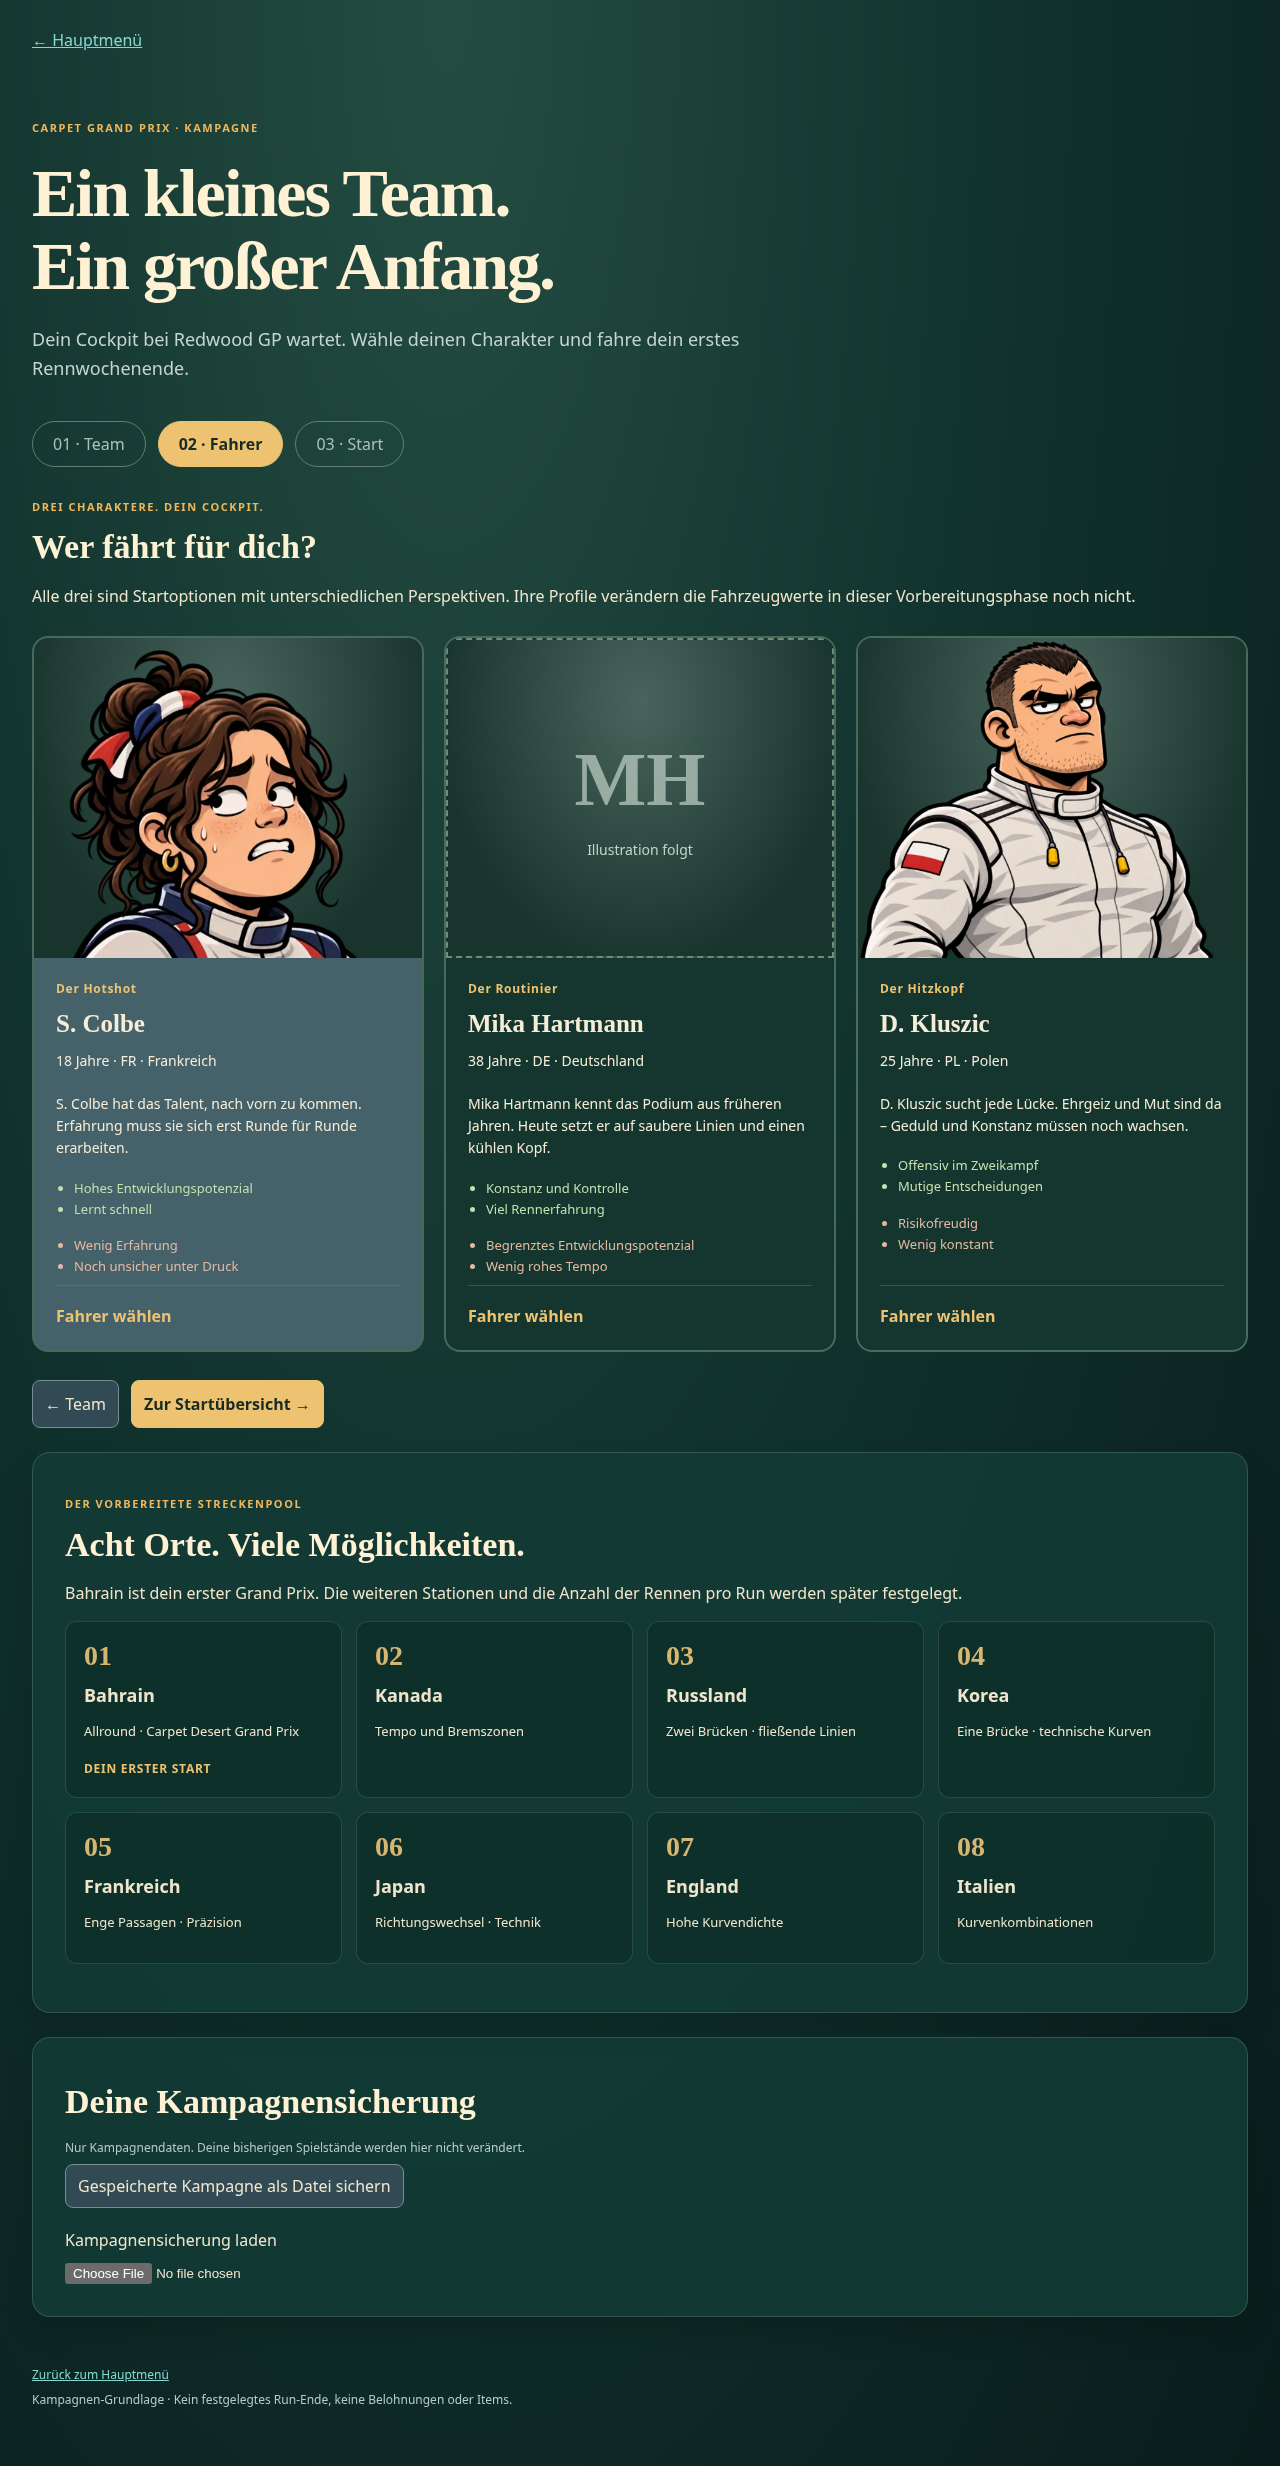 ← Hauptmenü
CARPET GRAND PRIX · KAMPAGNE
Ein kleines Team.
Ein großer Anfang.
Dein Cockpit bei Redwood GP wartet. Wähle deinen Charakter und fahre dein erstes
Rennwochenende.
01 · Team
02 · Fahrer
03 · Start
DREI CHARAKTERE. DEIN COCKPIT.
Wer fährt für dich?
Alle drei sind Startoptionen mit unterschiedlichen Perspektiven. Ihre Profile verändern die Fahrzeugwerte in dieser Vorbereitungsphase noch nicht.
Der Hotshot
S. Colbe
18 Jahre · FR · Frankreich
S. Colbe hat das Talent, nach vorn zu kommen.
Erfahrung muss sie sich erst Runde für Runde
erarbeiten.
Hohes Entwicklungspotenzial
Lernt schnell
Wenig Erfahrung
Noch unsicher unter Druck
Fahrer wählen
MH
Illustration folgt
Der Routinier
Mika Hartmann
38 Jahre · DE · Deutschland
Mika Hartmann kennt das Podium aus früheren
Jahren. Heute setzt er auf saubere Linien und einen
kühlen Kopf.
Konstanz und Kontrolle
Viel Rennerfahrung
Begrenztes Entwicklungspotenzial
Wenig rohes Tempo
Fahrer wählen
Der Hitzkopf
D. Kluszic
25 Jahre · PL · Polen
D. Kluszic sucht jede Lücke. Ehrgeiz und Mut sind da
– Geduld und Konstanz müssen noch wachsen.
Offensiv im Zweikampf
Mutige Entscheidungen
Risikofreudig
Wenig konstant
Fahrer wählen
← Team
Zur Startübersicht →
DER VORBEREITETE STRECKENPOOL
Acht Orte. Viele Möglichkeiten.
Bahrain ist dein erster Grand Prix. Die weiteren Stationen und die Anzahl der Rennen pro Run werden später festgelegt.
01
Bahrain
Allround · Carpet Desert Grand Prix
DEIN ERSTER START
02
Kanada
Tempo und Bremszonen
03
Russland
Zwei Brücken · fließende Linien
04
Korea
Eine Brücke · technische Kurven
05
Frankreich
Enge Passagen · Präzision
06
Japan
Richtungswechsel · Technik
07
England
Hohe Kurvendichte
08
Italien
Kurvenkombinationen
Deine Kampagnensicherung
Nur Kampagnendaten. Deine bisherigen Spielstände werden hier nicht verändert.
Gespeicherte Kampagne als Datei sichern
Kampagnensicherung laden
Choose File No file chosen
Zurück zum Hauptmenü
Kampagnen-Grundlage · Kein festgelegtes Run-Ende, keine Belohnungen oder Items.